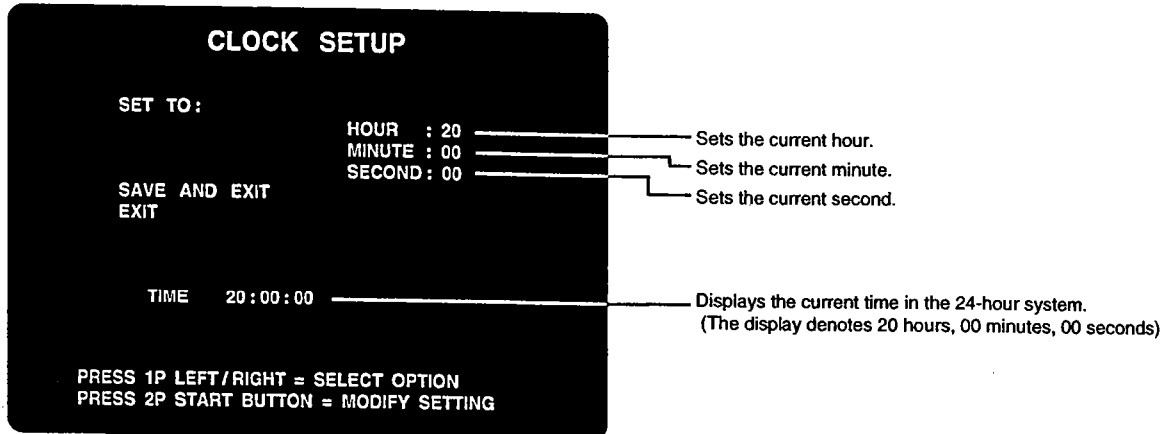 CLOCK SETUP
SET TO:
HOUR : 20
MINUTE : 00
SECOND : 00
SAVE AND EXIT
EXIT
TIME 20:00:00
PRESS 1P LEFT/RIGHT = SELECT OPTION
PRESS 2P START BUTTON = MODIFY SETTING
Sets the current hour.
Sets the current minute.
Sets the current second.
Displays the current time in the 24-hour system.
(The display denotes 20 hours, 00 minutes, 00 seconds)